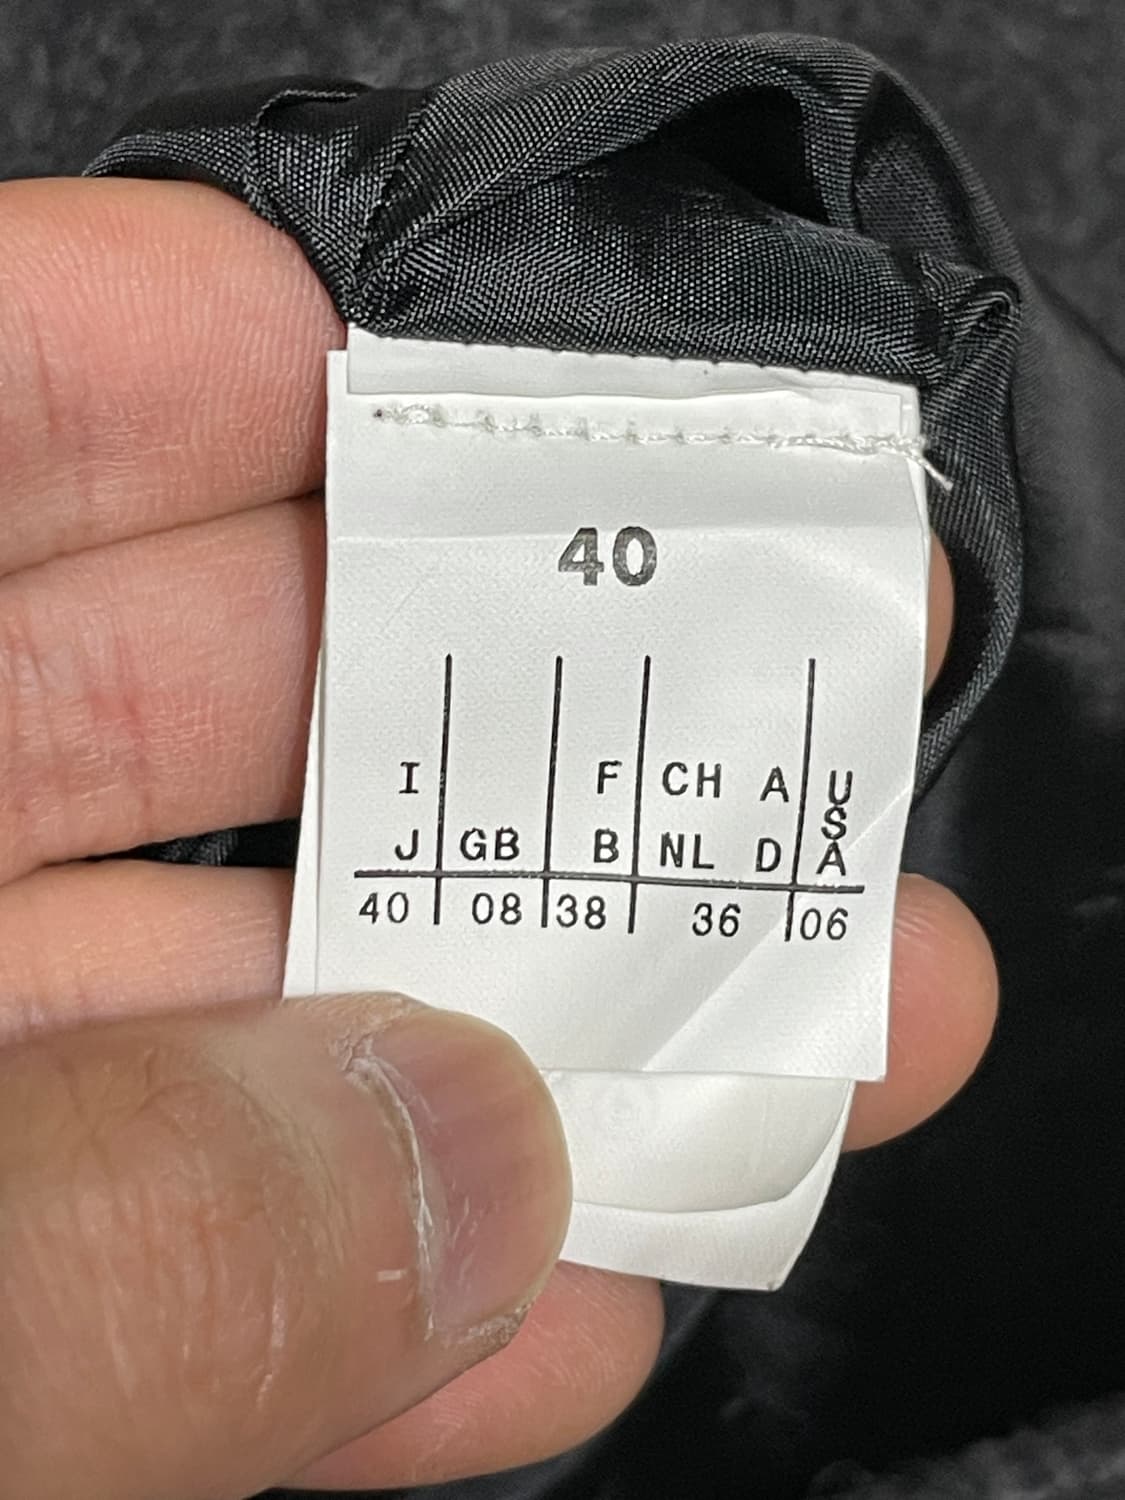 40
I F CH A U
J GB B NL D S
A
40 08 38 36 06